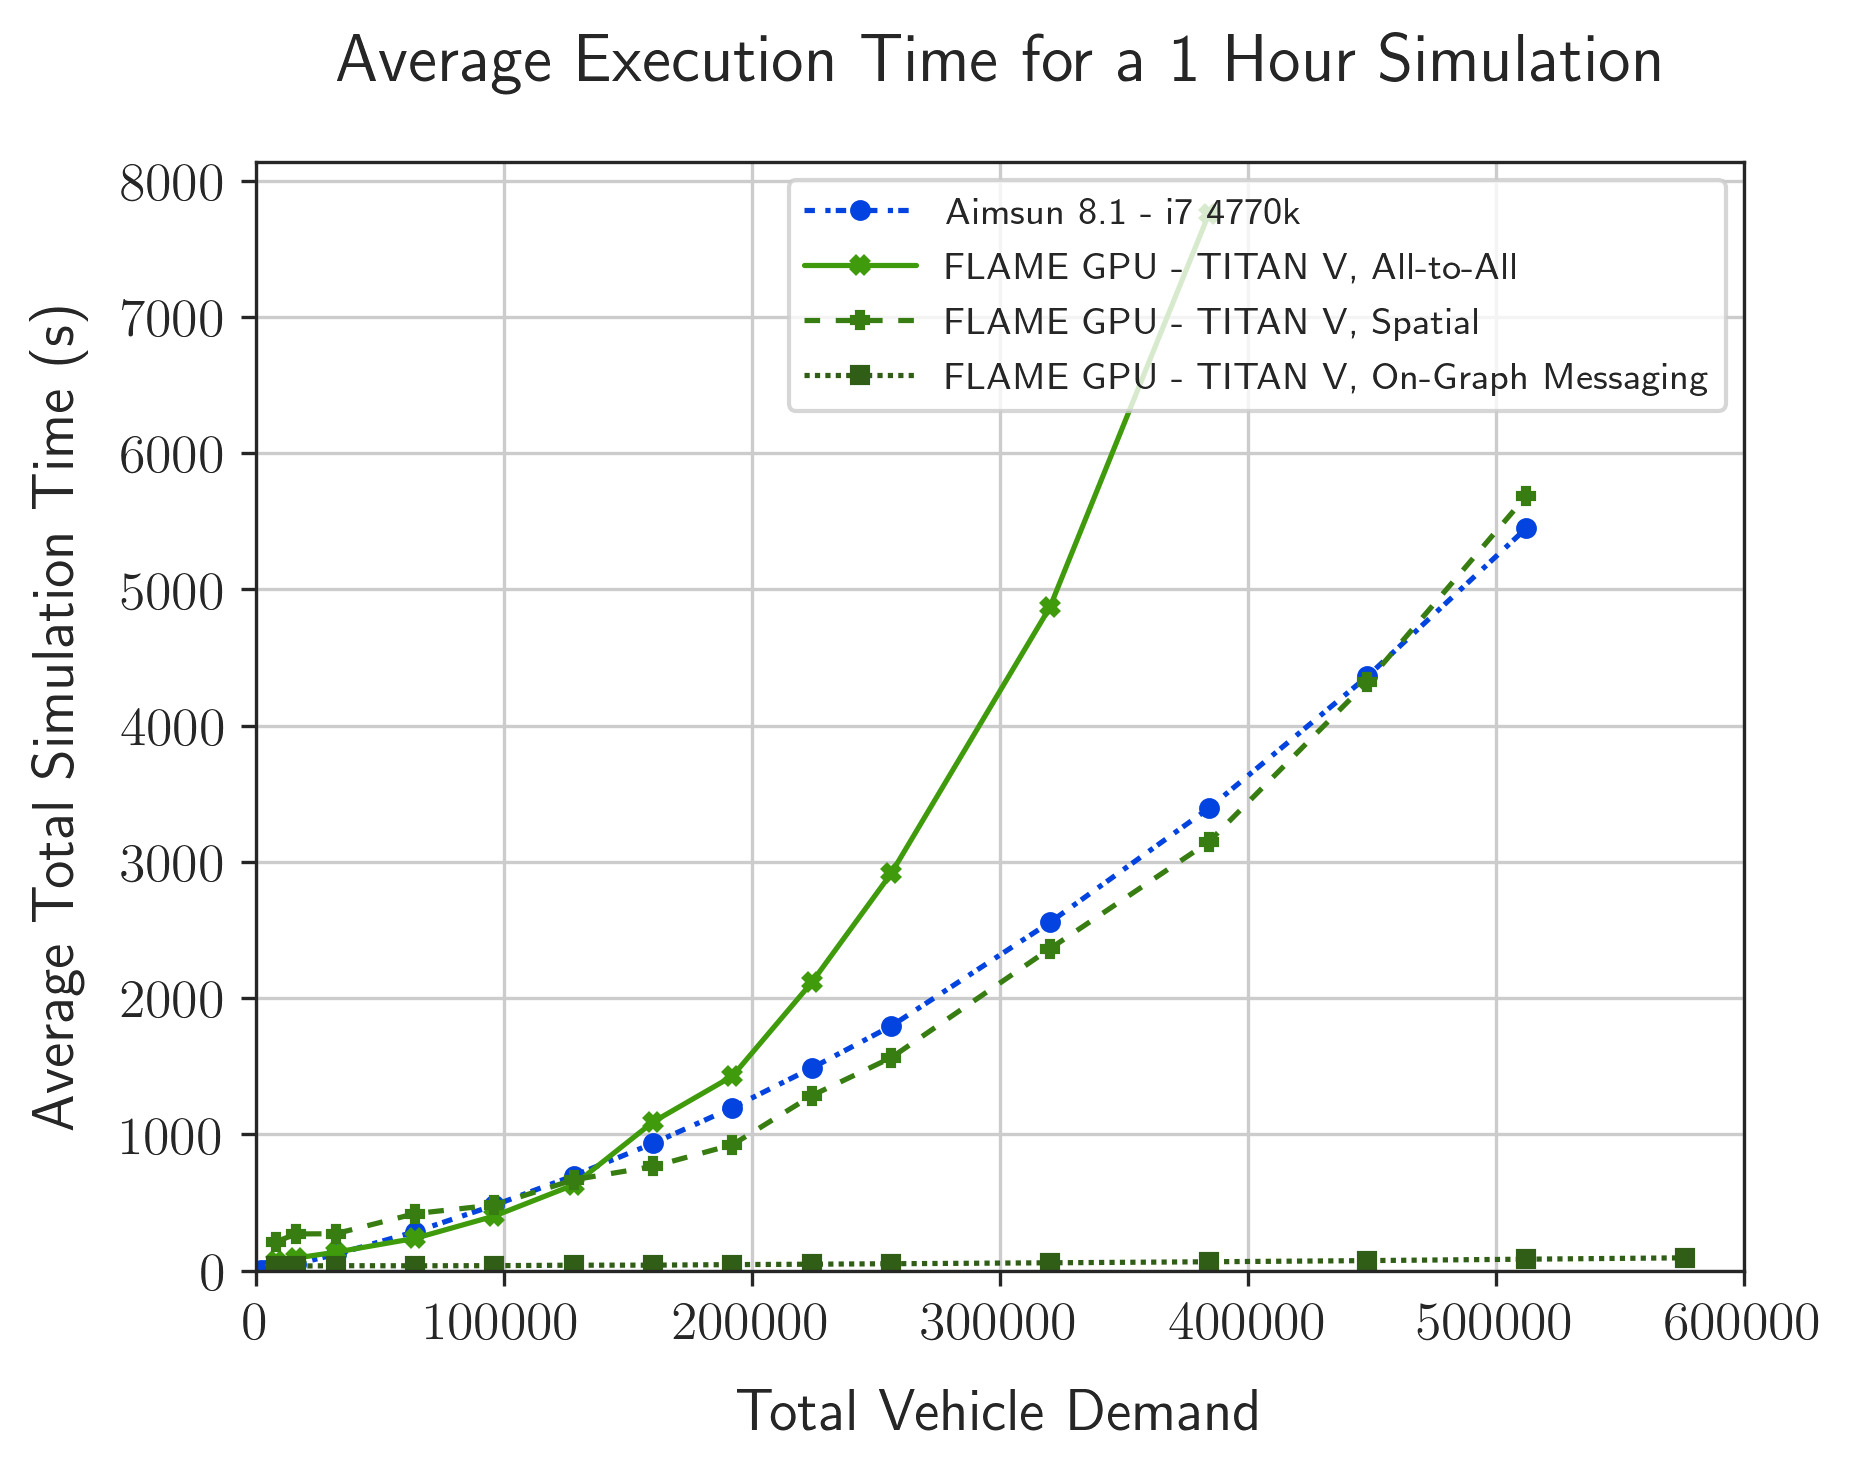 Average Execution Time for a 1 Hour Simulation
Average Total Simulation Time (s)
8000
7000
6000
5000
4000
3000
2000
1000
0
Aimsun 8.1 - i7 4770k
FLAME GPU - TITAN V, All-to-All
FLAME GPU - TITAN V, Spatial
FLAME GPU - TITAN V, On-Graph Messaging
0 100000 200000 300000 400000 500000 600000
Total Vehicle Demand